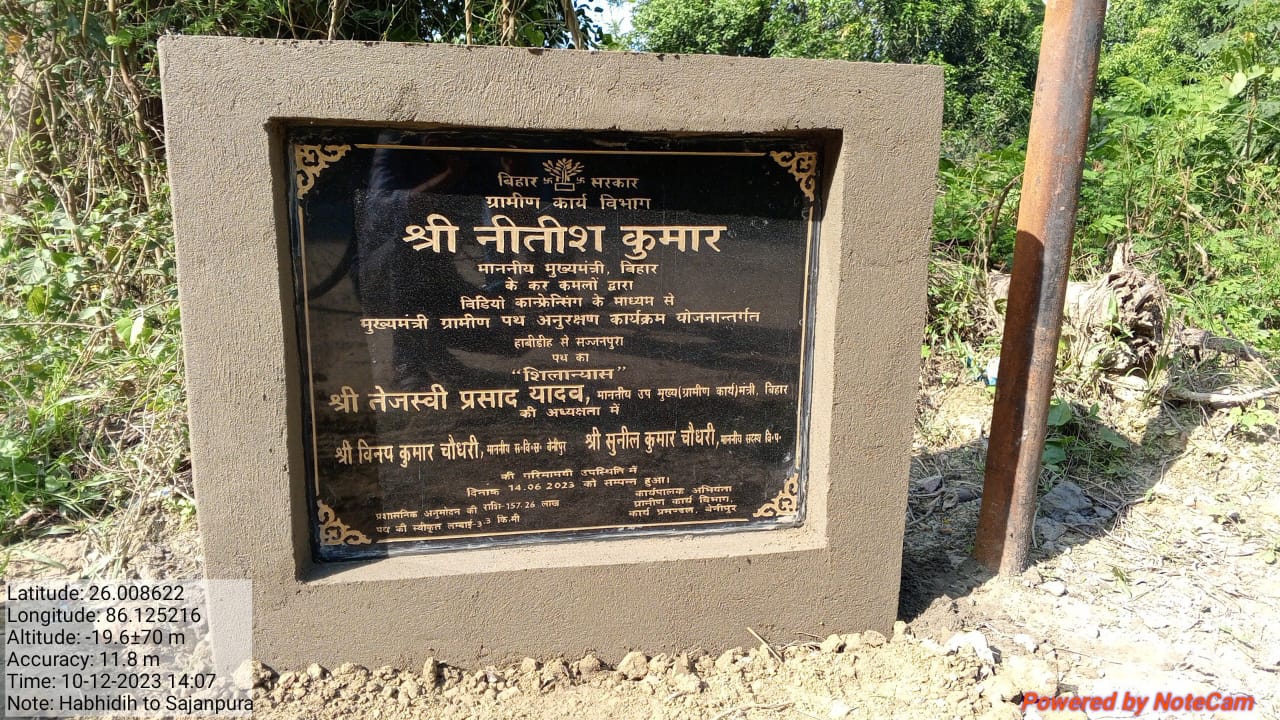 बिहार सरकार
ग्रामीण कार्य विभाग
श्री नीतीश कुमार
माननीय मुख्यमंत्री, बिहार
के कर कमलों द्वारा
विडियो कान्फ्रेन्सिंग के माध्यम से
मुख्यमंत्री ग्रामीण पथ अनुरक्षण कार्यक्रम योजनान्तर्गत
हाबीडीह से सज्जनपुरा
पथ का
“शिलान्यास”
श्री तेजस्वी प्रसाद यादव, माननीय उप मुख्य(ग्रामीण कार्य)मंत्री, बिहार
की अध्यक्षता में
श्री विनय कुमार चौधरी, माननीय स॰वि॰स॰ बेनीपुर श्री सुनील कुमार चौधरी, माननीय सदस्य वि॰प॰
की गरिमामयी उपस्थिति में
दिनांक 14.06 2023 को सम्पन्न हुआ।
प्रशासनिक अनुमोदन की राशि-157.26 लाख
पथ की स्वीकृत लम्बाई-3.3 कि.मी
कार्यपालक अभियंता
ग्रामीण कार्य विभाग,
कार्य प्रमण्डल, बेनीपुर
Latitude: 26.008622
Longitude: 86.125216
Altitude: -19.6±70 m
Accuracy: 11.8 m
Time: 10-12-2023 14:07
Note: Habhidih to Sajanpura
Powered by NoteCam